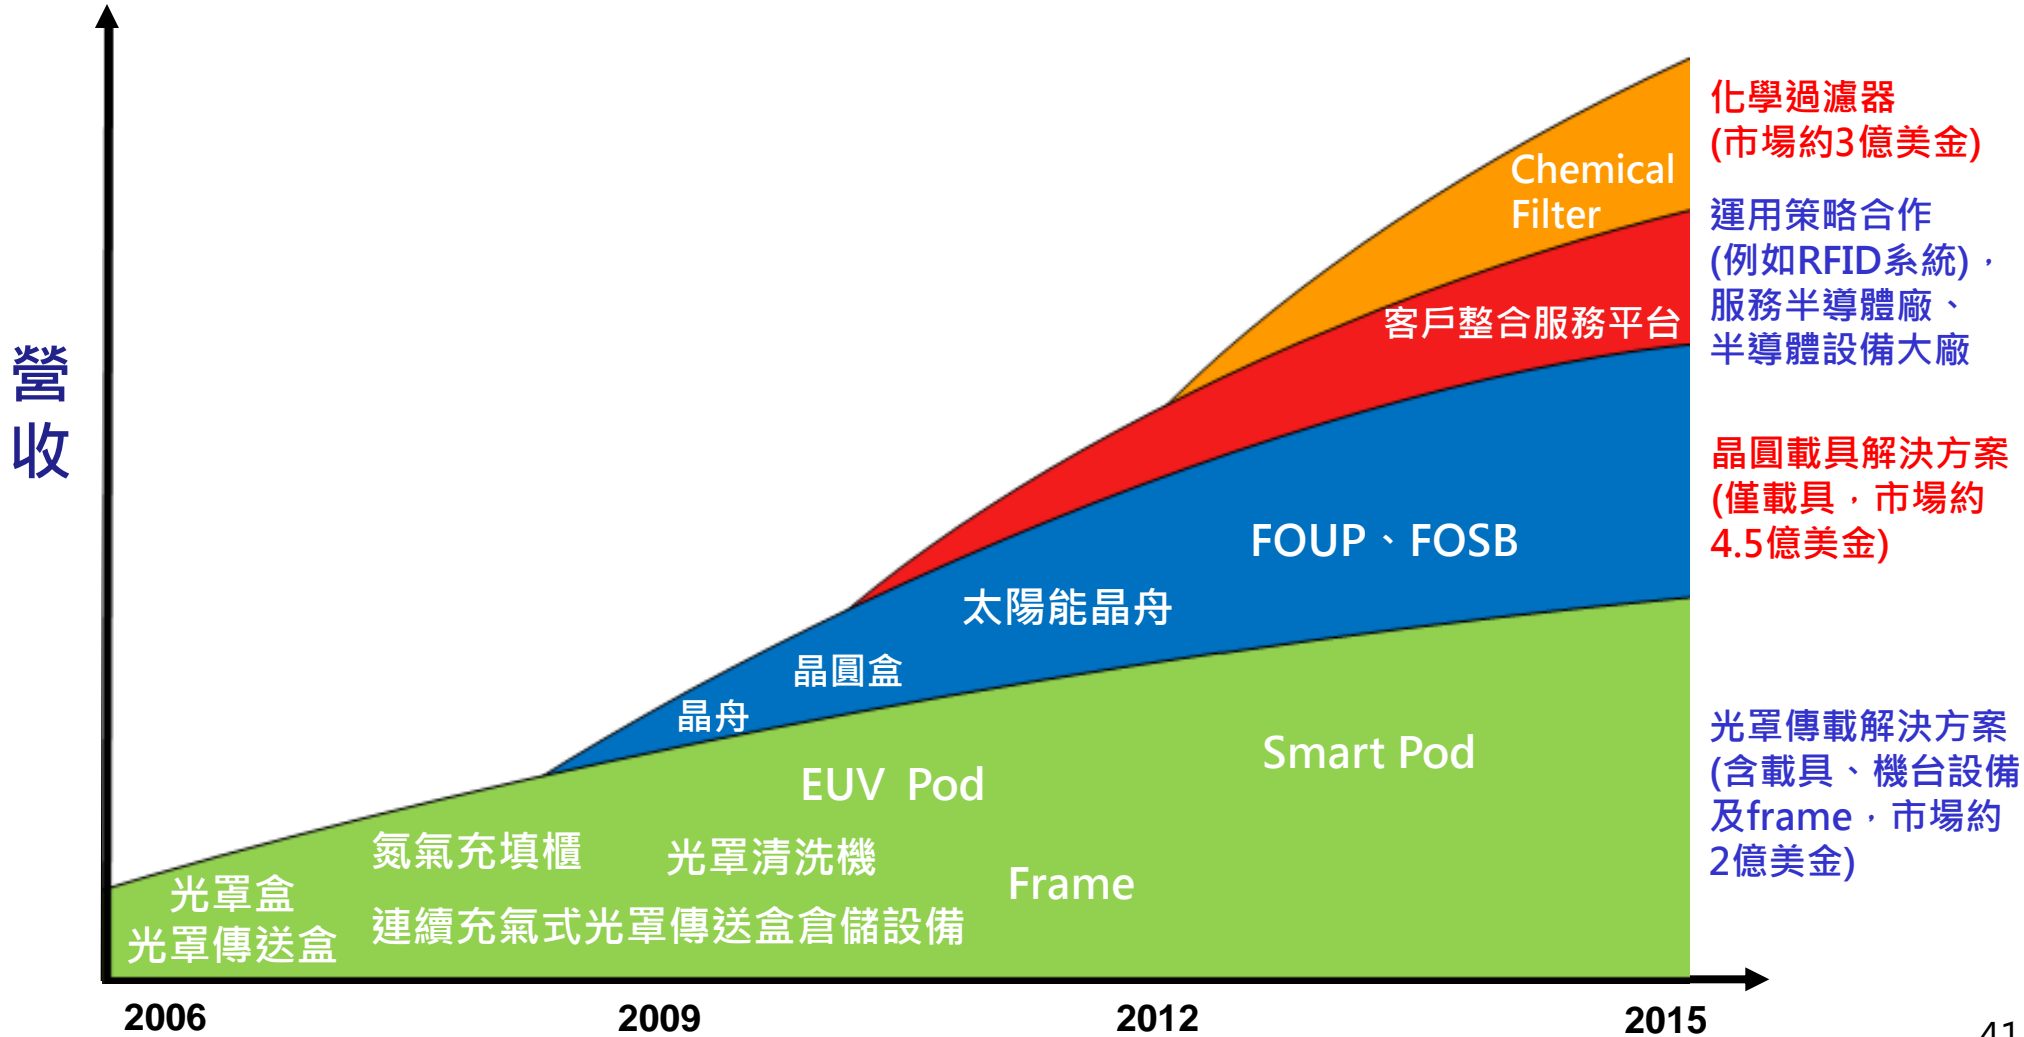 營
收
化學過濾器
(市場約3億美金)
Chemical
Filter
運用策略合作
(例如RFID系統)，
服務半導體廠、
半導體設備大廠
客戶整合服務平台
晶圓載具解決方案
(僅載具，市場約
4.5億美金)
FOUP、FOSB
太陽能晶舟
晶圓盒
晶舟
光罩傳載解決方案
(含載具、機台設備
及frame，市場約
2億美金)
Smart Pod
EUV Pod
氮氣充填櫃
光罩清洗機
Frame
光罩盒
光罩傳送盒
連續充氣式光罩傳送盒倉儲設備
2006
2009
2012
2015
41